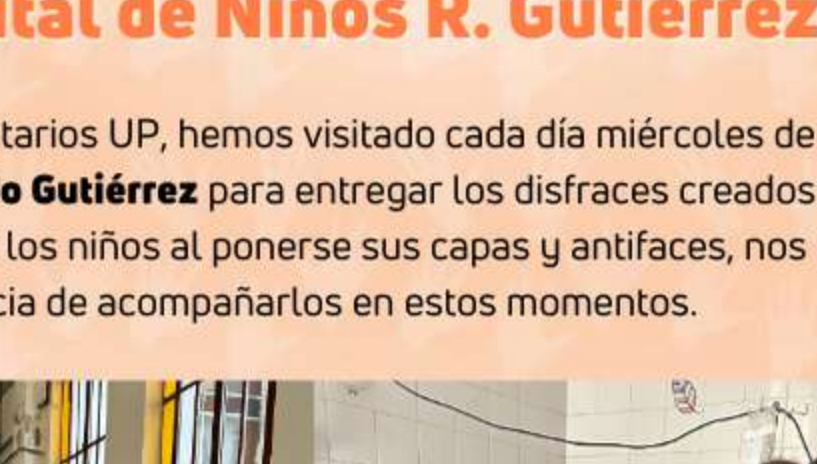 ital de Niños R. Gutiérrez
tarios UP, hemos visitado cada día miércoles de
o Gutiérrez para entregar los disfraces creados
los niños al ponerse sus capas y antifaces, nos
cia de acompañarlos en estos momentos.